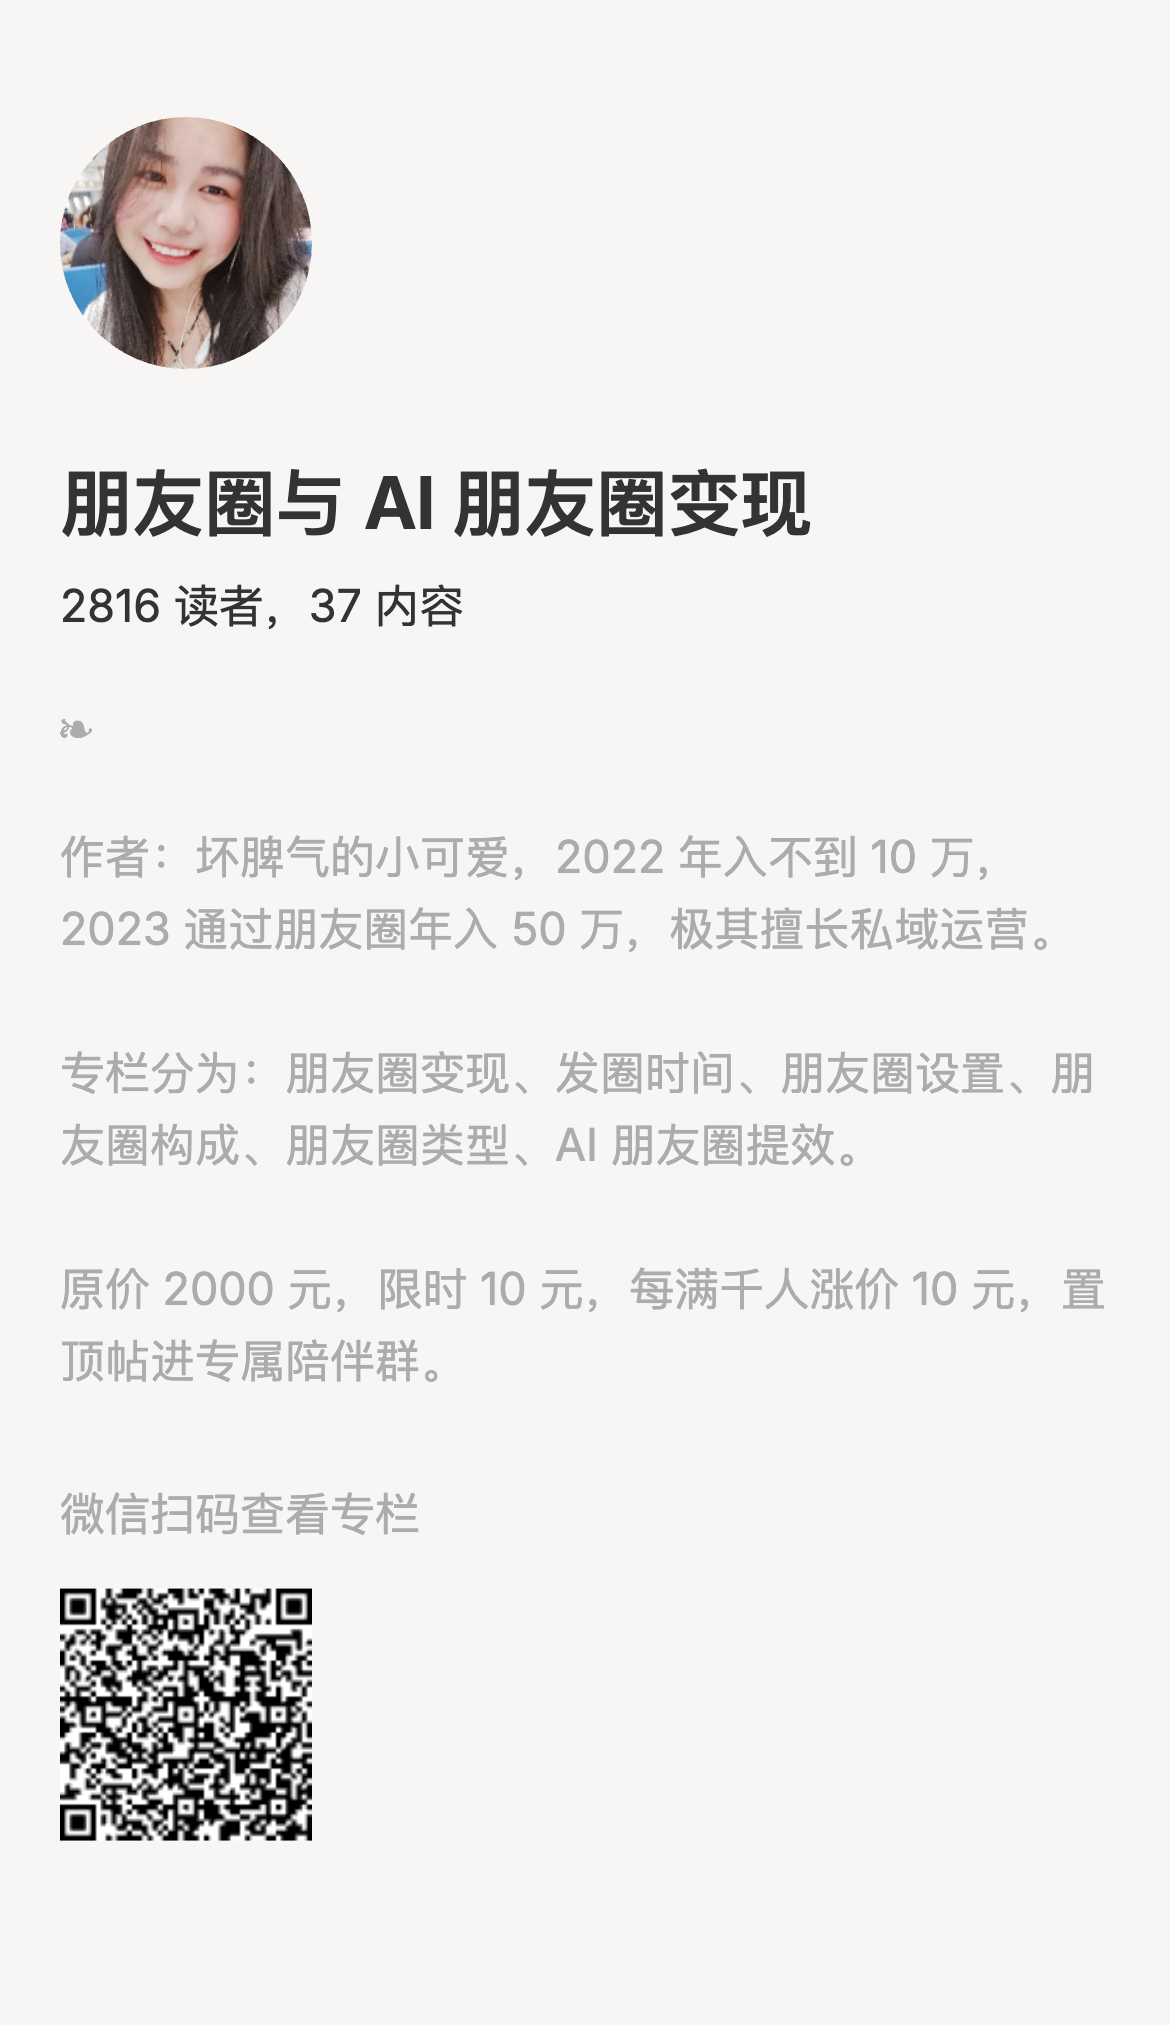 朋友圈与 AI 朋友圈变现
2816 读者，37 内容
作者：坏脾气的小可爱，2022 年入不到 10 万，
2023 通过朋友圈年入 50 万，极其擅长私域运营。
专栏分为：朋友圈变现、发圈时间、朋友圈设置、朋
友圈构成、朋友圈类型、AI 朋友圈提效。
原价 2000 元，限时 10 元，每满千人涨价 10 元，置
顶帖进专属陪伴群。
微信扫码查看专栏